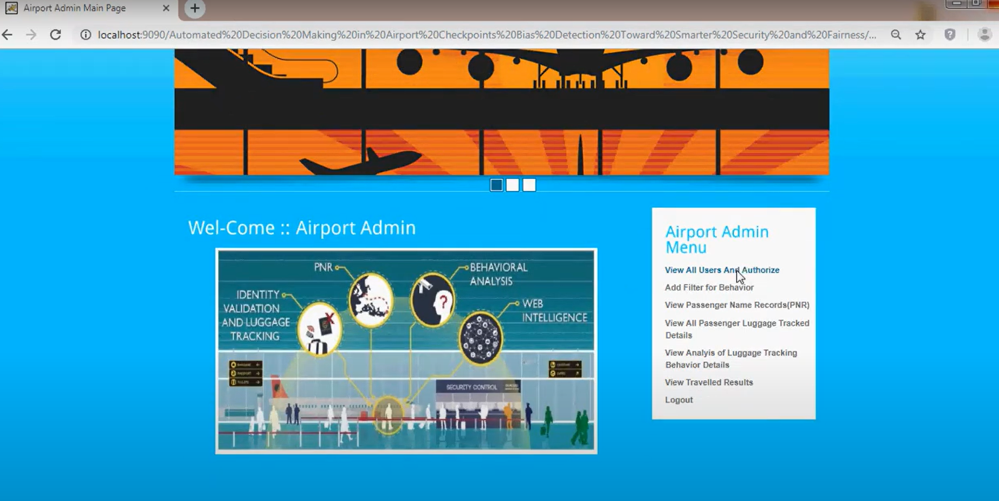 Airport Admin Main Page
localhost:9090/Automated%20Decision%20Making%20in%20Airport%20Checkpoints%20Bias%20Detection%20Toward%20Smarter%20Security%20and%20Fairness/...
Wel-Come :: Airport Admin
PNR
BEHAVIORAL
ANALYSIS
IDENTITY
VALIDATION
AND LUGGAGE
TRACKING
WEB
INTELLIGENCE
SECURITY CONTROL
Airport Admin
Menu
View All Users And Authorize
Add Filter for Behavior
View Passenger Name Records(PNR)
View All Passenger Luggage Tracked
Details
View Analyis of Luggage Tracking
Behavior Details
View Travelled Results
Logout